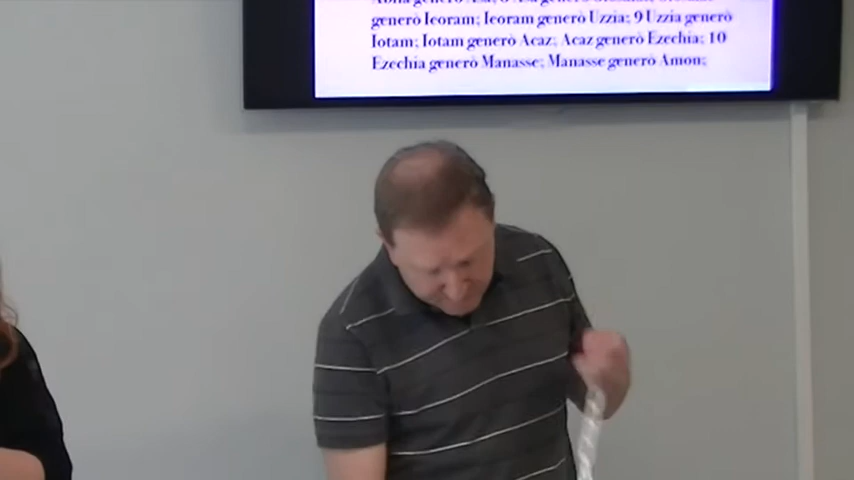 generò Ieoram; Ieoram generò Uzzia; 9 Uzzia generò
Iotam; Iotam generò Acaz; Acaz generò Ezechia; 10
Ezechia generò Manasse; Manasse generò Amon;